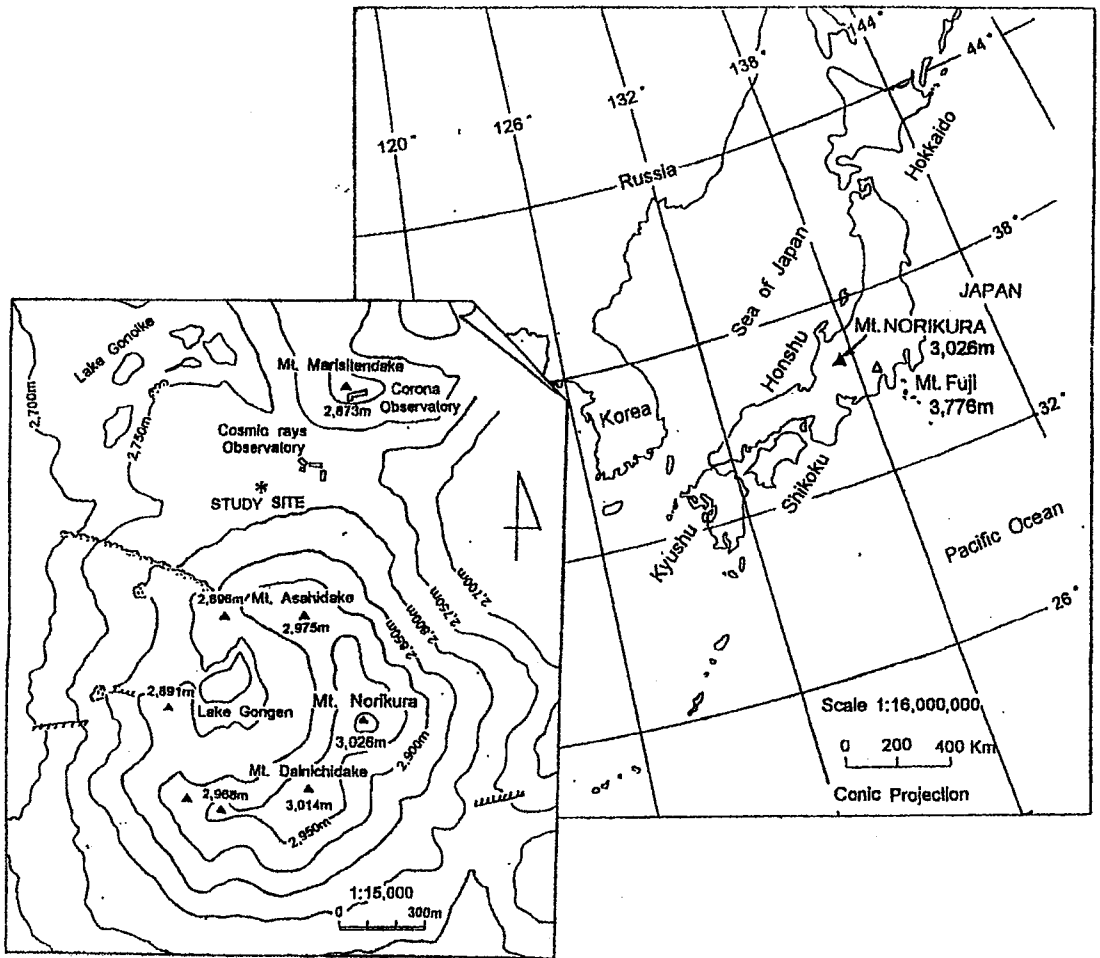 144°
44°
138°
132°
126°
120°
Russia
Hokkaido
38°
Sea of Japan
JAPAN
Mt.NORIKURA
3,026m
Honshu
Mt. Fuji
3,776m
Korea
32°
Shikoku
Kyushu
Pacific Ocean
26°
Scale 1:16,000,000
0 200 400 Km
Conic Projection
Lake Gonoike
2,700m
Mt. Marisitendake
2,873m
Corona
Observatory
2,750m
Cosmic rays
Observatory
*
STUDY SITE
2,700m
2,750m
2,800m
2,850m
2,896m
Mt. Asahidake
2,975m
2,891m
Lake Gongen
Mt. Norikura
3,026m
2,900m
Mt. Dainichidake
2,968m
3,014m
2,950m
1:15,000
0 300m